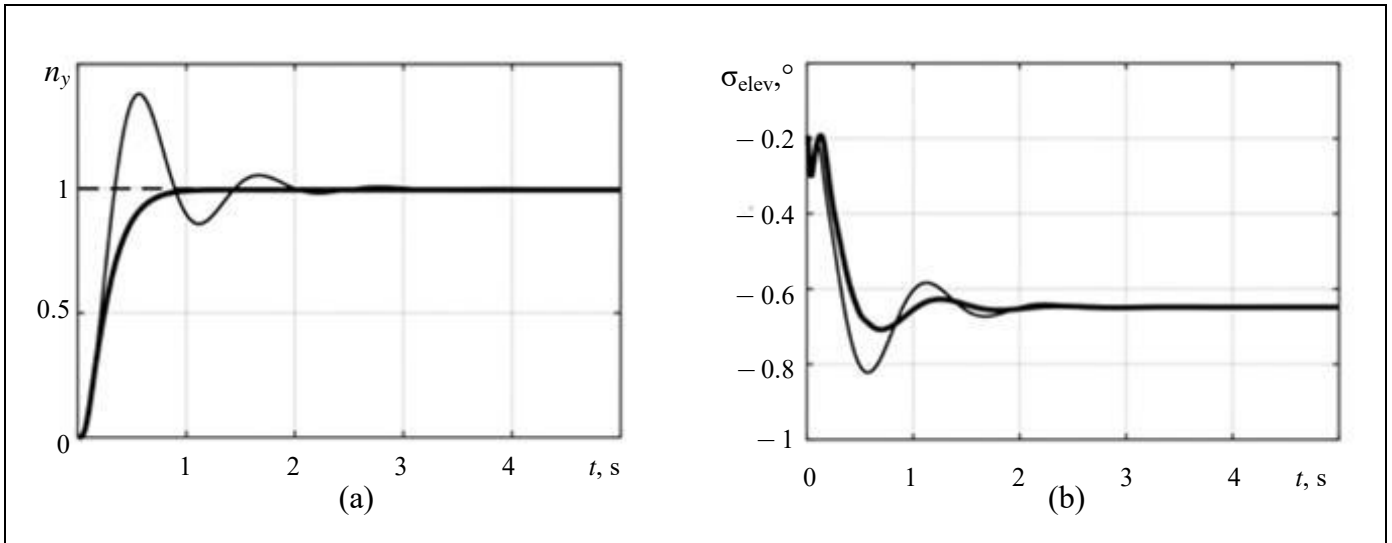 n_y
1
0.5
0
1 2 3 4 t, s
(a)
σ_elev,°
– 0.2
– 0.4
– 0.6
– 0.8
– 1
0 1 2 3 4 t, s
(b)